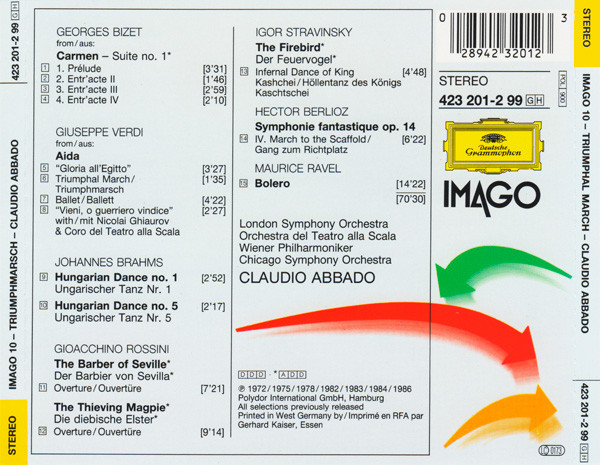 423 201-2 99 GH
IMAGO 10 – TRIUMPHMARSCH – CLAUDIO ABBADO
STEREO
GEORGES BIZET
from/aus:
Carmen – Suite no. 1*
1 1. Prélude [3'31]
2 2. Entr'acte II [1'46]
3 3. Entr'acte III [2'59]
4 4. Entr'acte IV [2'10]
GIUSEPPE VERDI
from/aus:
Aida
5 "Gloria all'Egitto" [3'27]
6 Triumphal March/ [1'35]
Triumphmarsch
7 Ballet/Ballett [4'22]
8 "Vieni, o guerriero vindice" [2'27]
with/mit Nicolai Ghiaurov
& Coro del Teatro alla Scala
JOHANNES BRAHMS
9 Hungarian Dance no. 1 [2'52]
Ungarischer Tanz Nr. 1
10 Hungarian Dance no. 5 [2'17]
Ungarischer Tanz Nr. 5
GIOACCHINO ROSSINI
The Barber of Seville*
Der Barbier von Sevilla*
11 Overture/Ouvertüre [7'21]
The Thieving Magpie*
Die diebische Elster*
12 Overture/Ouvertüre [9'14]
IGOR STRAVINSKY
The Firebird*
Der Feuervogel*
13 Infernal Dance of King [4'48]
Kashchei/Höllentanz des Königs
Kaschtschei
HECTOR BERLIOZ
Symphonie fantastique op. 14
14 IV. March to the Scaffold/ [6'22]
Gang zum Richtplatz
MAURICE RAVEL
15 Bolero [14'22]
[70'30]
London Symphony Orchestra
Orchestra del Teatro alla Scala
Wiener Philharmoniker
Chicago Symphony Orchestra
CLAUDIO ABBADO
DDD · *ADD
℗ 1972/1975/1978/1982/1983/1984/1986
Polydor International GmbH, Hamburg
All selections previously released
Printed in West Germany by/Imprimé en RFA par
Gerhard Kaiser, Essen
0 3
0 28942 32012
STEREO
423 201-2 99 GH
POL 900
Deutsche
Grammophon
IMAGO
LO 0173
STEREO
IMAGO 10 – TRIUMPHAL MARCH – CLAUDIO ABBADO
423 201-2 99 GH